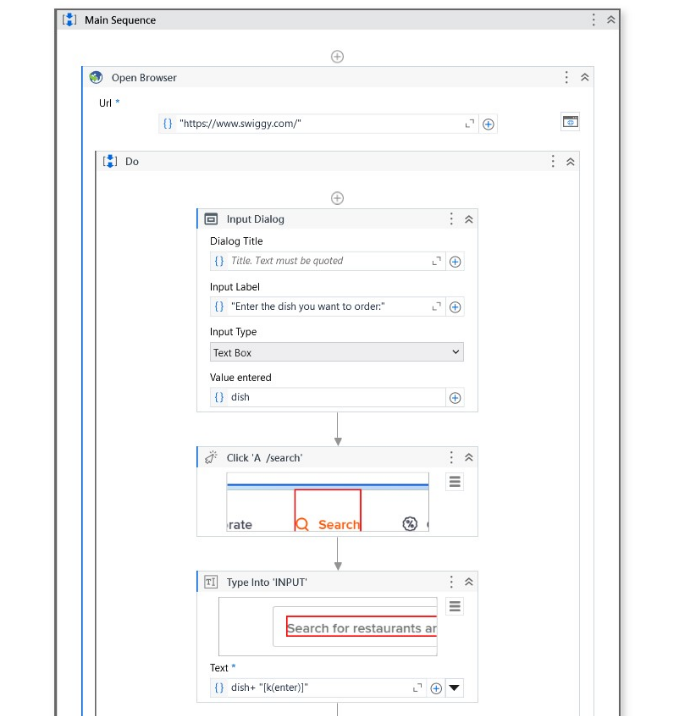 Main Sequence
Open Browser
Url *
{} "https://www.swiggy.com/"
Do
Input Dialog
Dialog Title
{} Title. Text must be quoted
Input Label
{} "Enter the dish you want to order:"
Input Type
Text Box
Value entered
{} dish
Click 'A /search'
rate Search
Type Into 'INPUT'
Search for restaurants ar
Text *
{} dish+ "[k(enter)]"